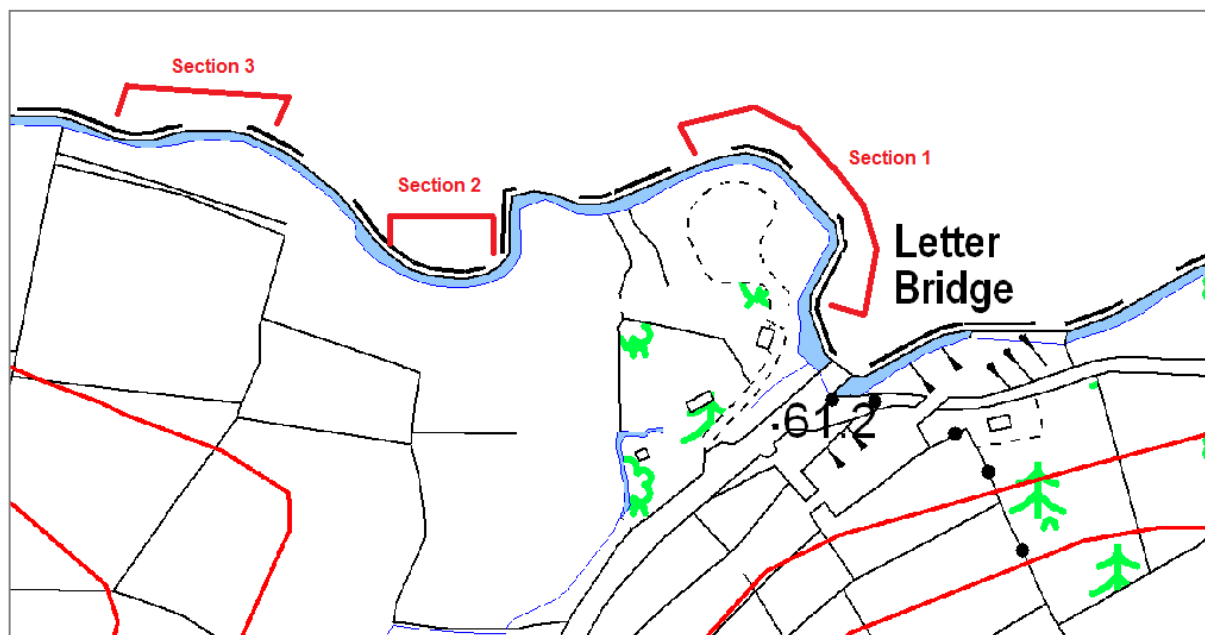 Section 3
Section 2
Section 1
Letter
Bridge
.61.2